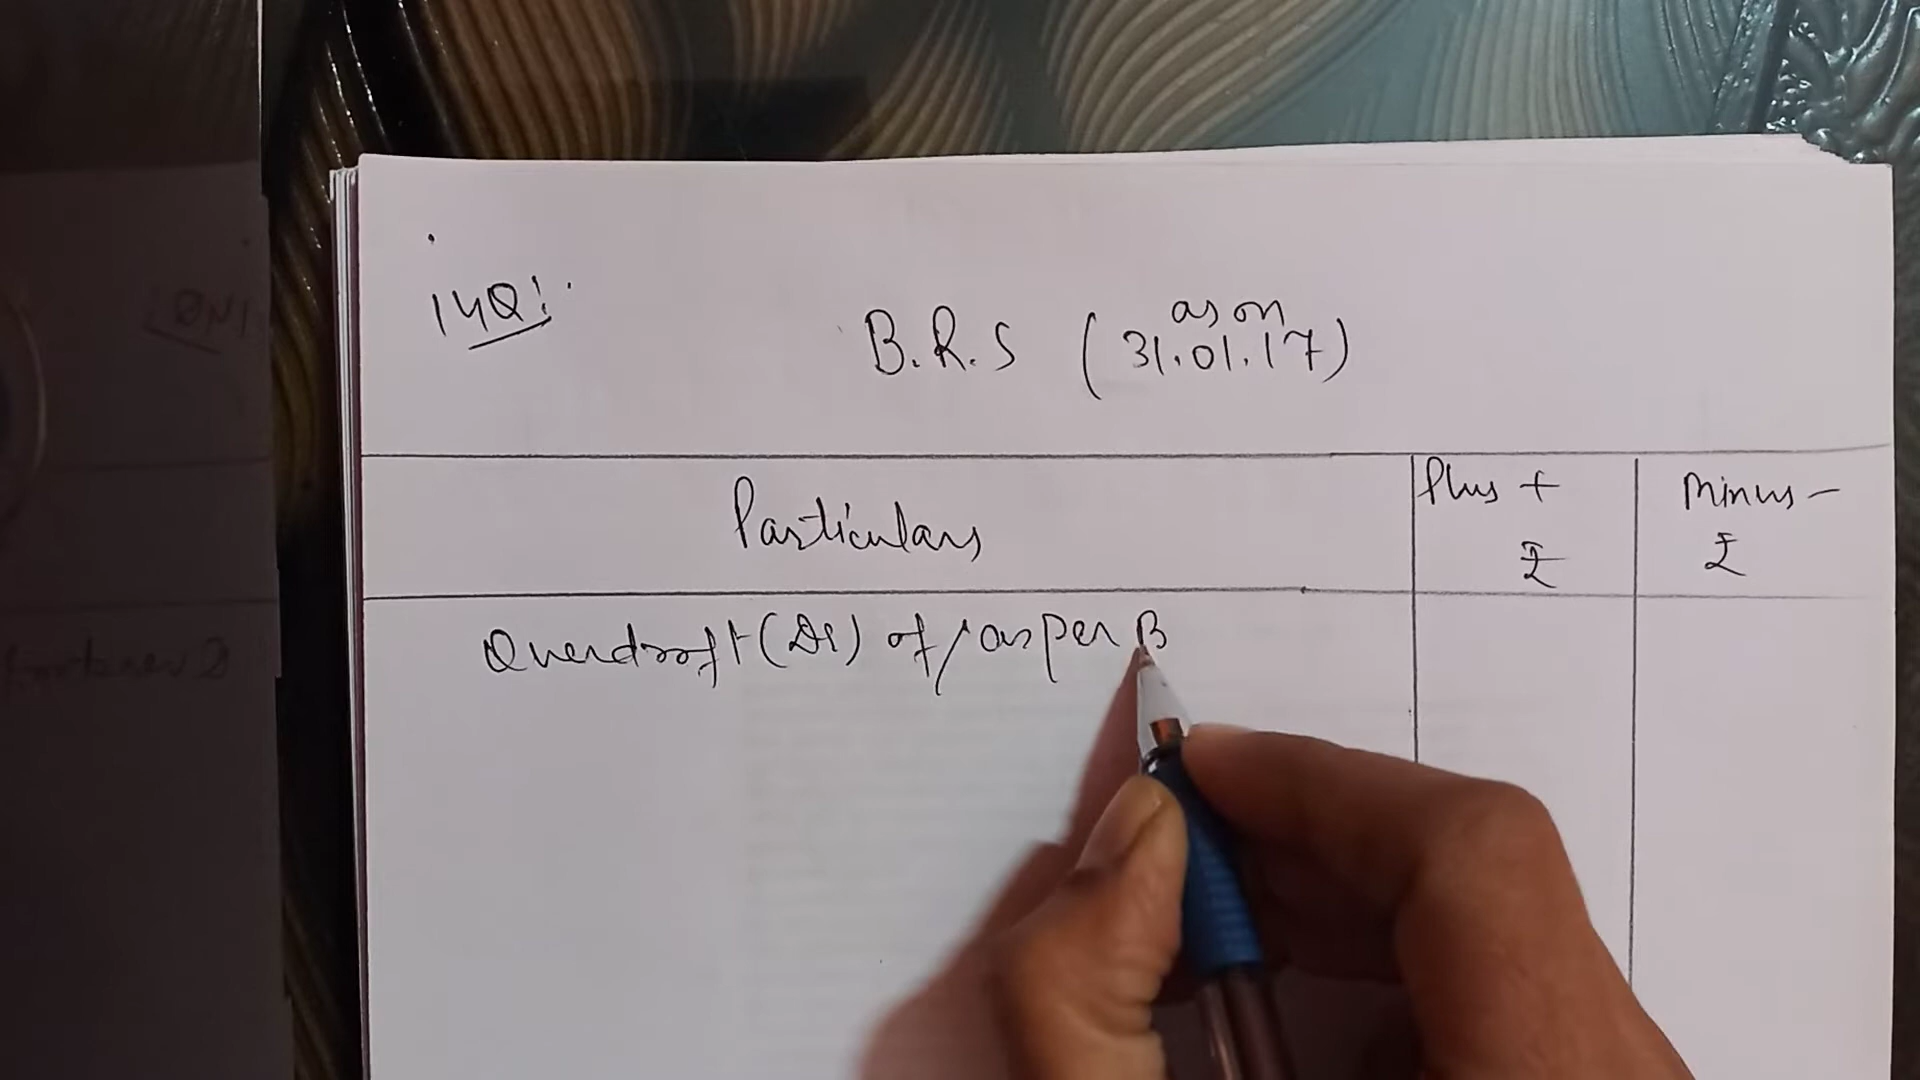 14Q:
as on
B.R.S (31.01.17)
Particulars
Plus +
₹
Minus -
₹
Overdraft (Dr) of/as per B